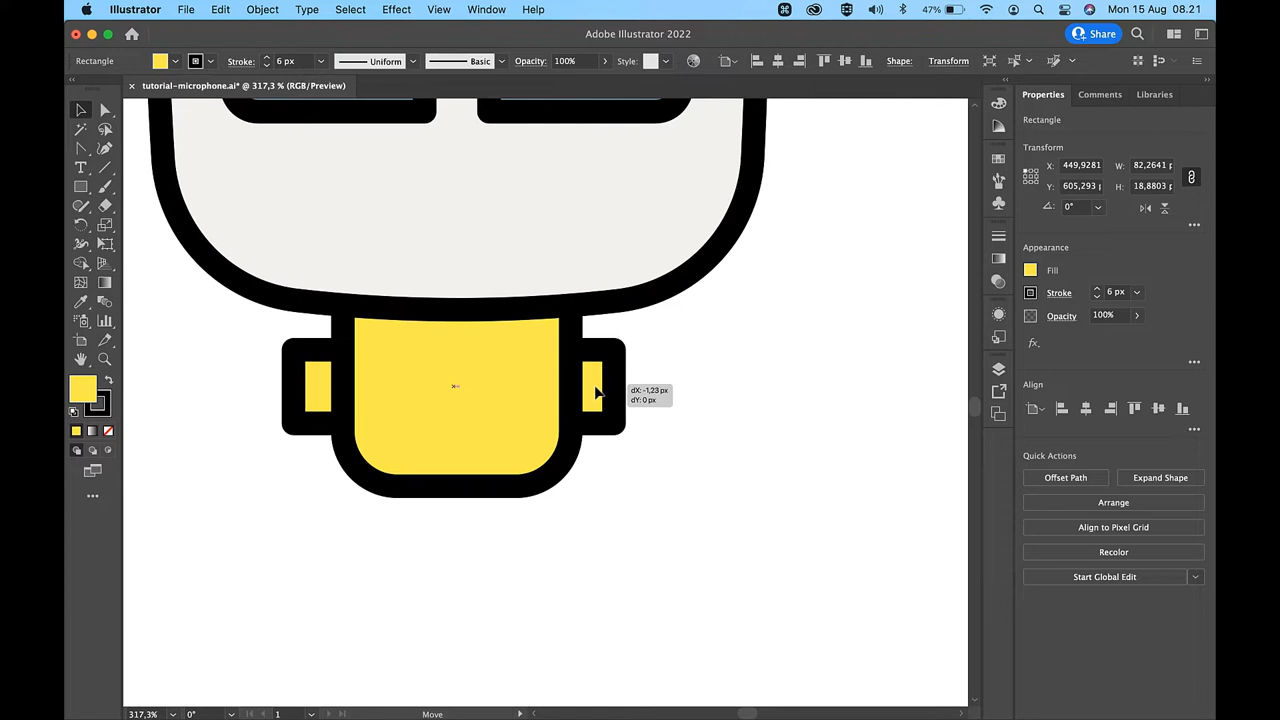 Illustrator File Edit Object Type Select Effect View Window Help 47% Mon 15 Aug 08.21
Adobe Illustrator 2022 Share
Rectangle Stroke: 6 px Uniform Basic Opacity: 100% Style: Shape: Transform
tutorial-microphone.ai* @ 317,3 % (RGB/Preview)
Properties Comments Libraries
Rectangle
Transform
X: 449,9281 W: 82,2641 p
Y: 605,293 p H: 18,8803 p
0°
Appearance
Fill
Stroke 6 px
Opacity 100%
dX: -1,23 px
dY: 0 px
Align
Quick Actions
Offset Path Expand Shape
Arrange
Align to Pixel Grid
Recolor
Start Global Edit
317,3% 0° 1 Move